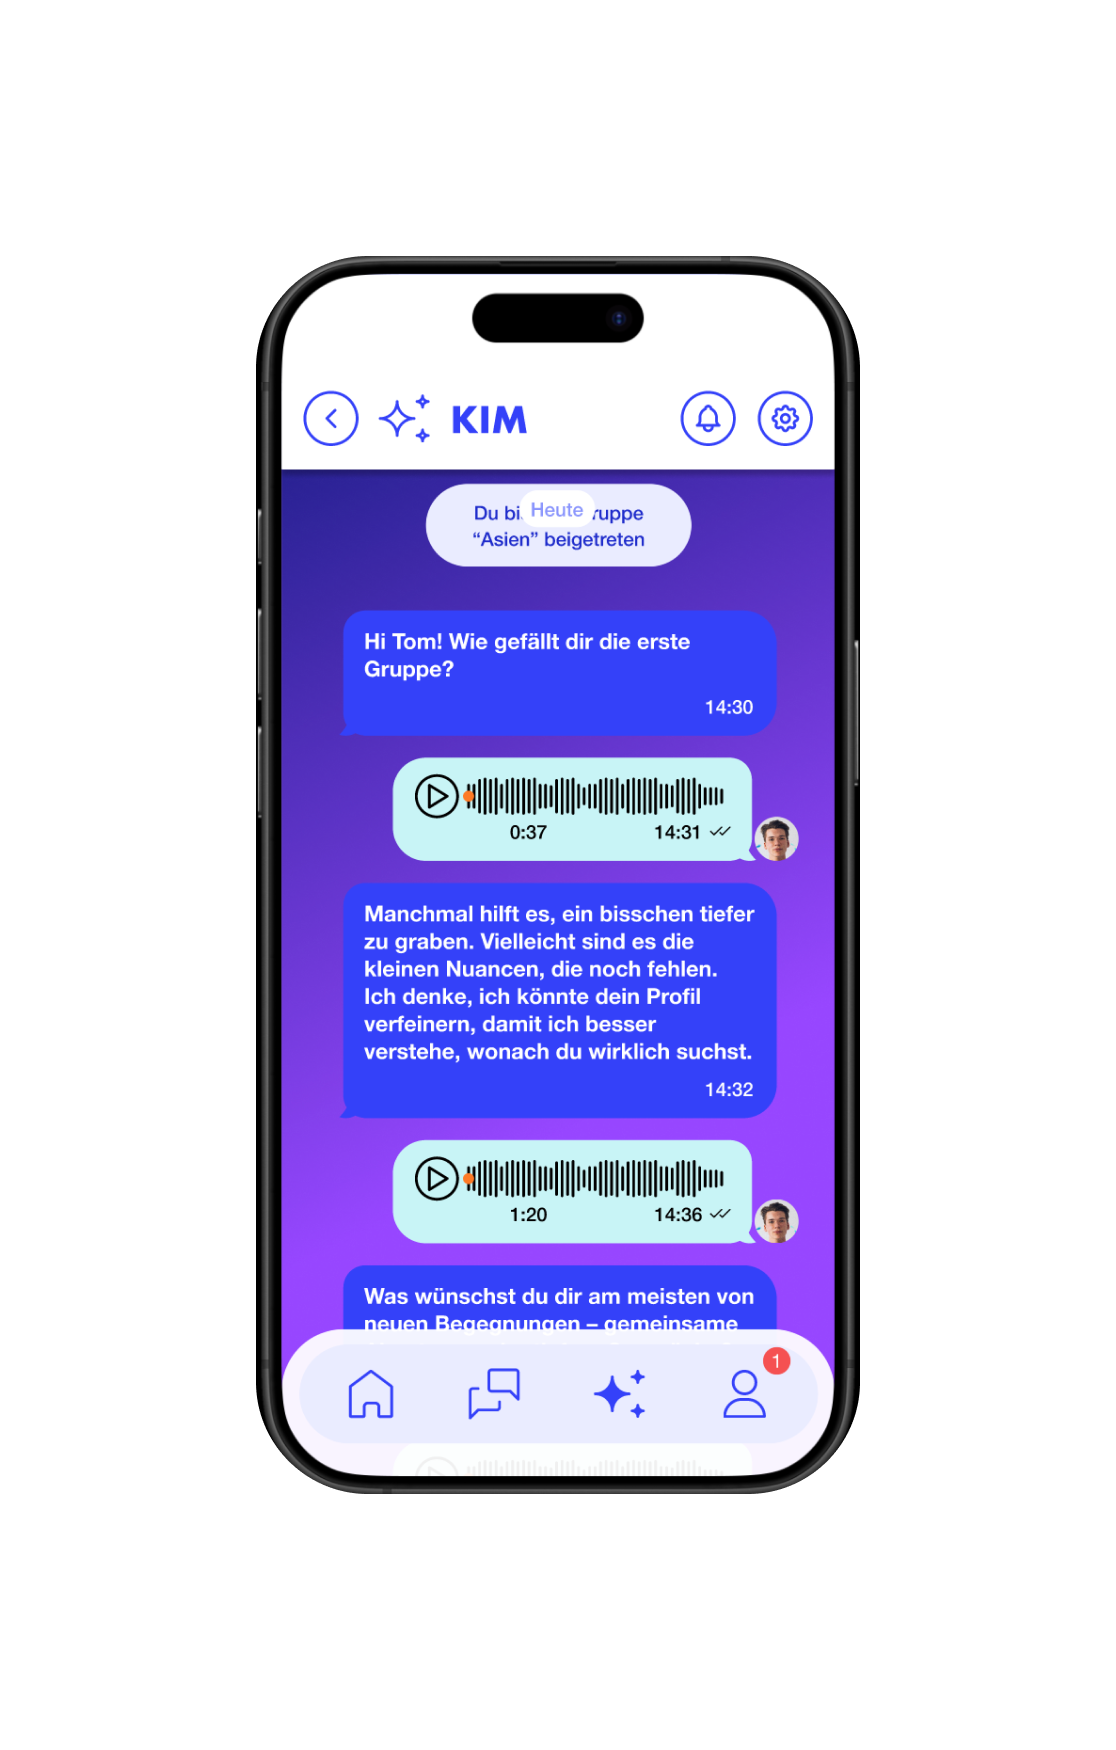 KIM
Du bi Heute ruppe
“Asien” beigetreten
Hi Tom! Wie gefällt dir die erste
Gruppe?
14:30
0:37 14:31
Manchmal hilft es, ein bisschen tiefer
zu graben. Vielleicht sind es die
kleinen Nuancen, die noch fehlen.
Ich denke, ich könnte dein Profil
verfeinern, damit ich besser
verstehe, wonach du wirklich suchst.
14:32
1:20 14:36
Was wünschst du dir am meisten von
neuen Begegnungen – gemeinsame
1